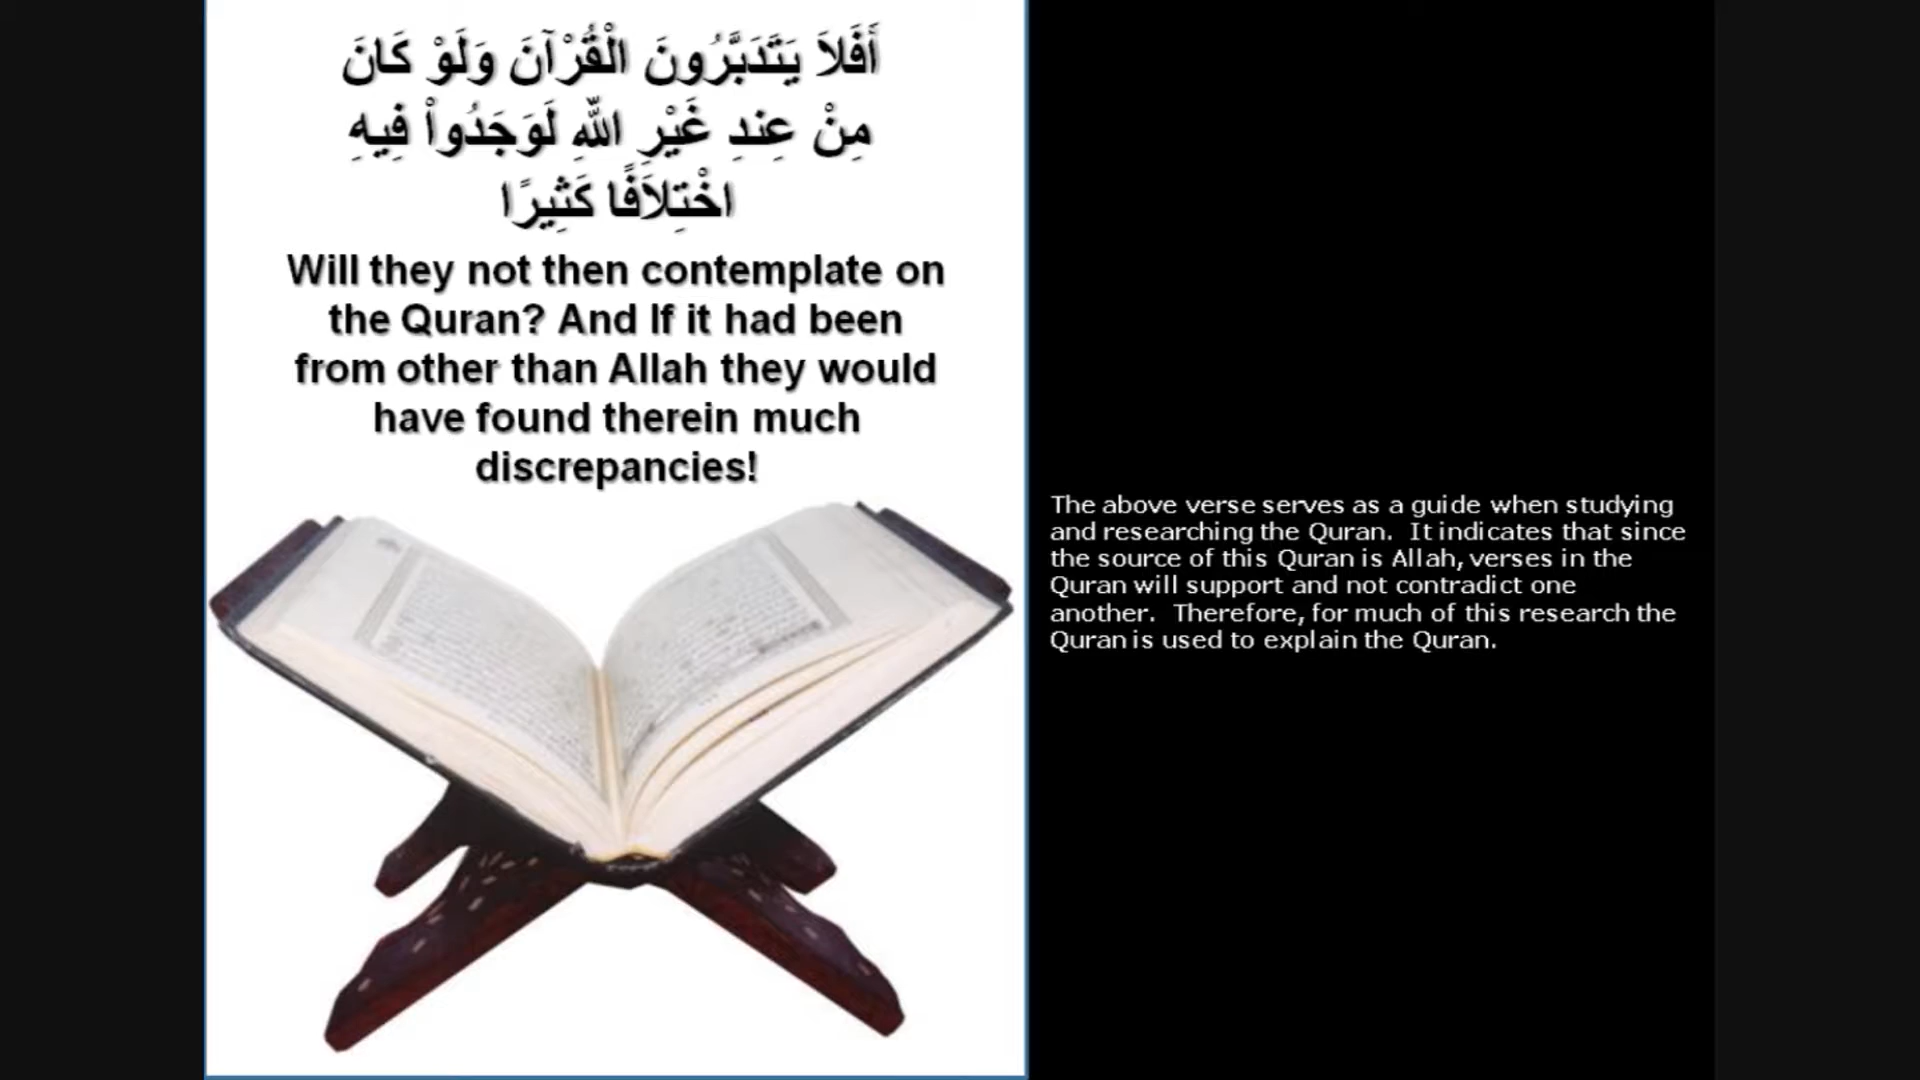 أَفَلاَ يَتَدَبَّرُونَ الْقُرْآنَ وَلَوْ كَانَ
مِنْ عِندِ غَيْرِ اللّهِ لَوَجَدُواْ فِيهِ
اخْتِلاَفًا كَثِيرًا
Will they not then contemplate on
the Quran? And If it had been
from other than Allah they would
have found therein much
discrepancies!
The above verse serves as a guide when studying
and researching the Quran. It indicates that since
the source of this Quran is Allah, verses in the
Quran will support and not contradict one
another. Therefore, for much of this research the
Quran is used to explain the Quran.